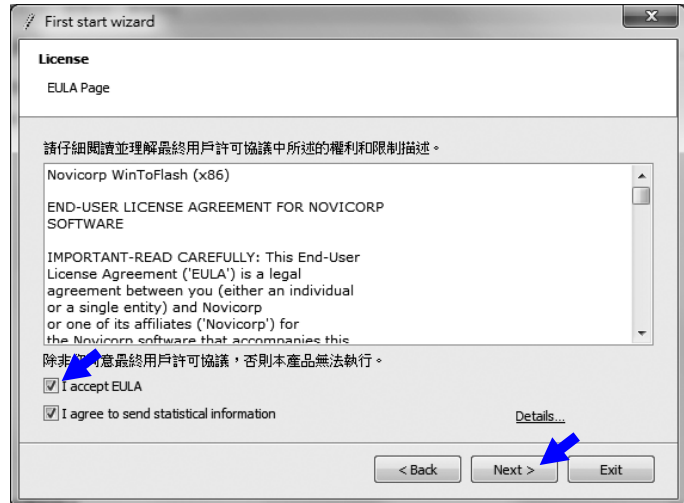 First start wizard
License
EULA Page
請仔細閱讀並理解最終用戶許可協議中所述的權利和限制描述。
Novicorp WinToFlash (x86)
END-USER LICENSE AGREEMENT FOR NOVICORP
SOFTWARE
IMPORTANT-READ CAREFULLY: This End-User
License Agreement ('EULA') is a legal
agreement between you (either an individual
or a single entity) and Novicorp
or one of its affiliates ('Novicorp') for
the Novicorp software that accompanies this
除非 意最終用戶許可協議，否則本產品無法執行。
I accept EULA
I agree to send statistical information
Details...
< Back
Next >
Exit